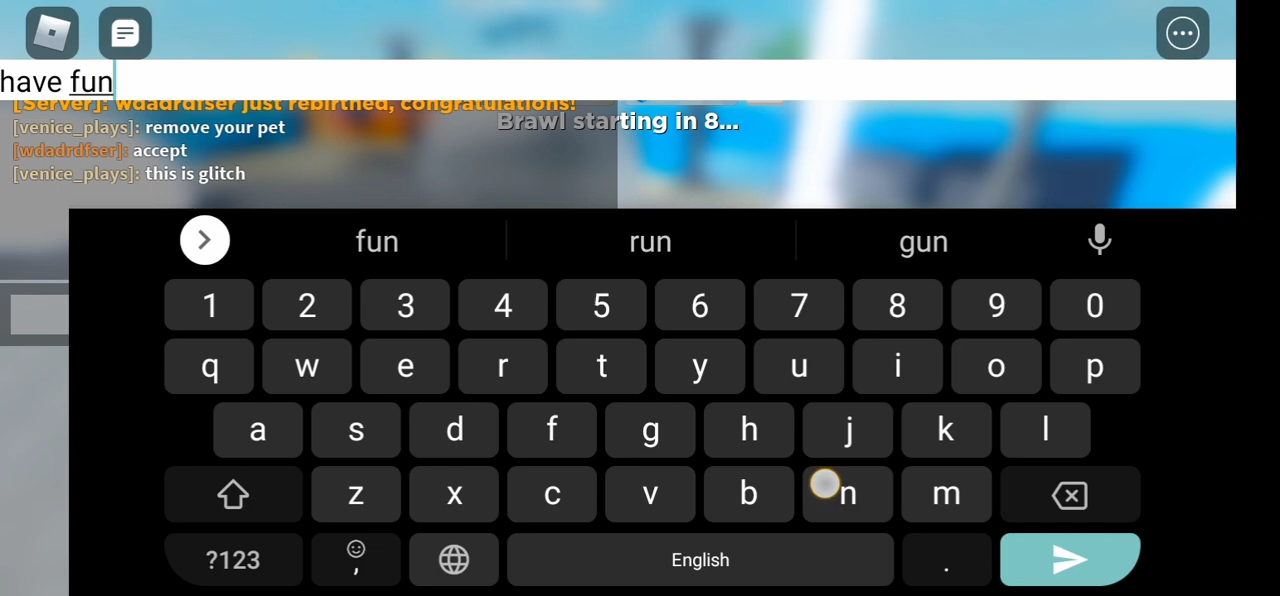 have fun
[Server]: wdadrdfser just rebirthed, congratulations!
Brawl starting in 8...
[venice_plays]: remove your pet
[wdadrdfser]: accept
[venice_plays]: this is glitch
fun run gun
1 2 3 4 5 6 7 8 9 0
q w e r t y u i o p
a s d f g h j k l
z x c v b n m
?123 , English .